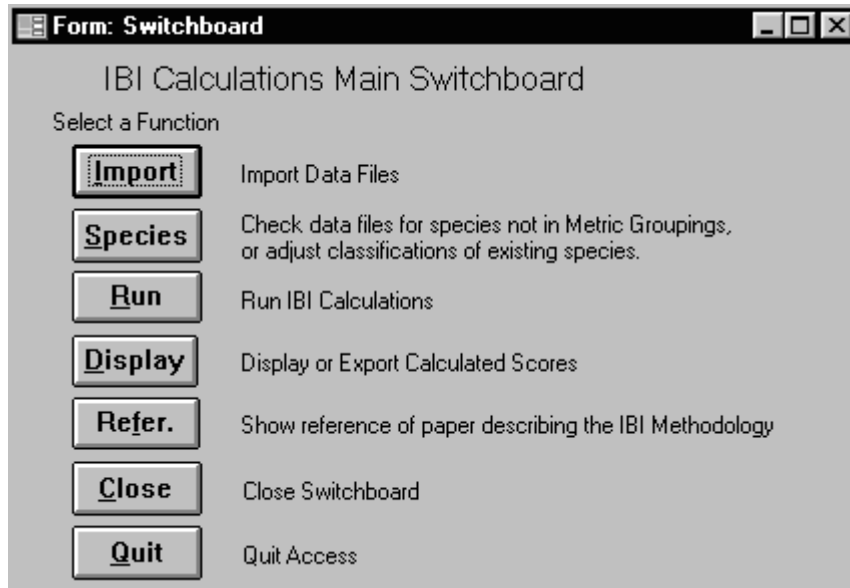 Form: Switchboard
IBI Calculations Main Switchboard
Select a Function
Import Import Data Files
Species Check data files for species not in Metric Groupings,
or adjust classifications of existing species.
Run Run IBI Calculations
Display Display or Export Calculated Scores
Refer. Show reference of paper describing the IBI Methodology
Close Close Switchboard
Quit Quit Access